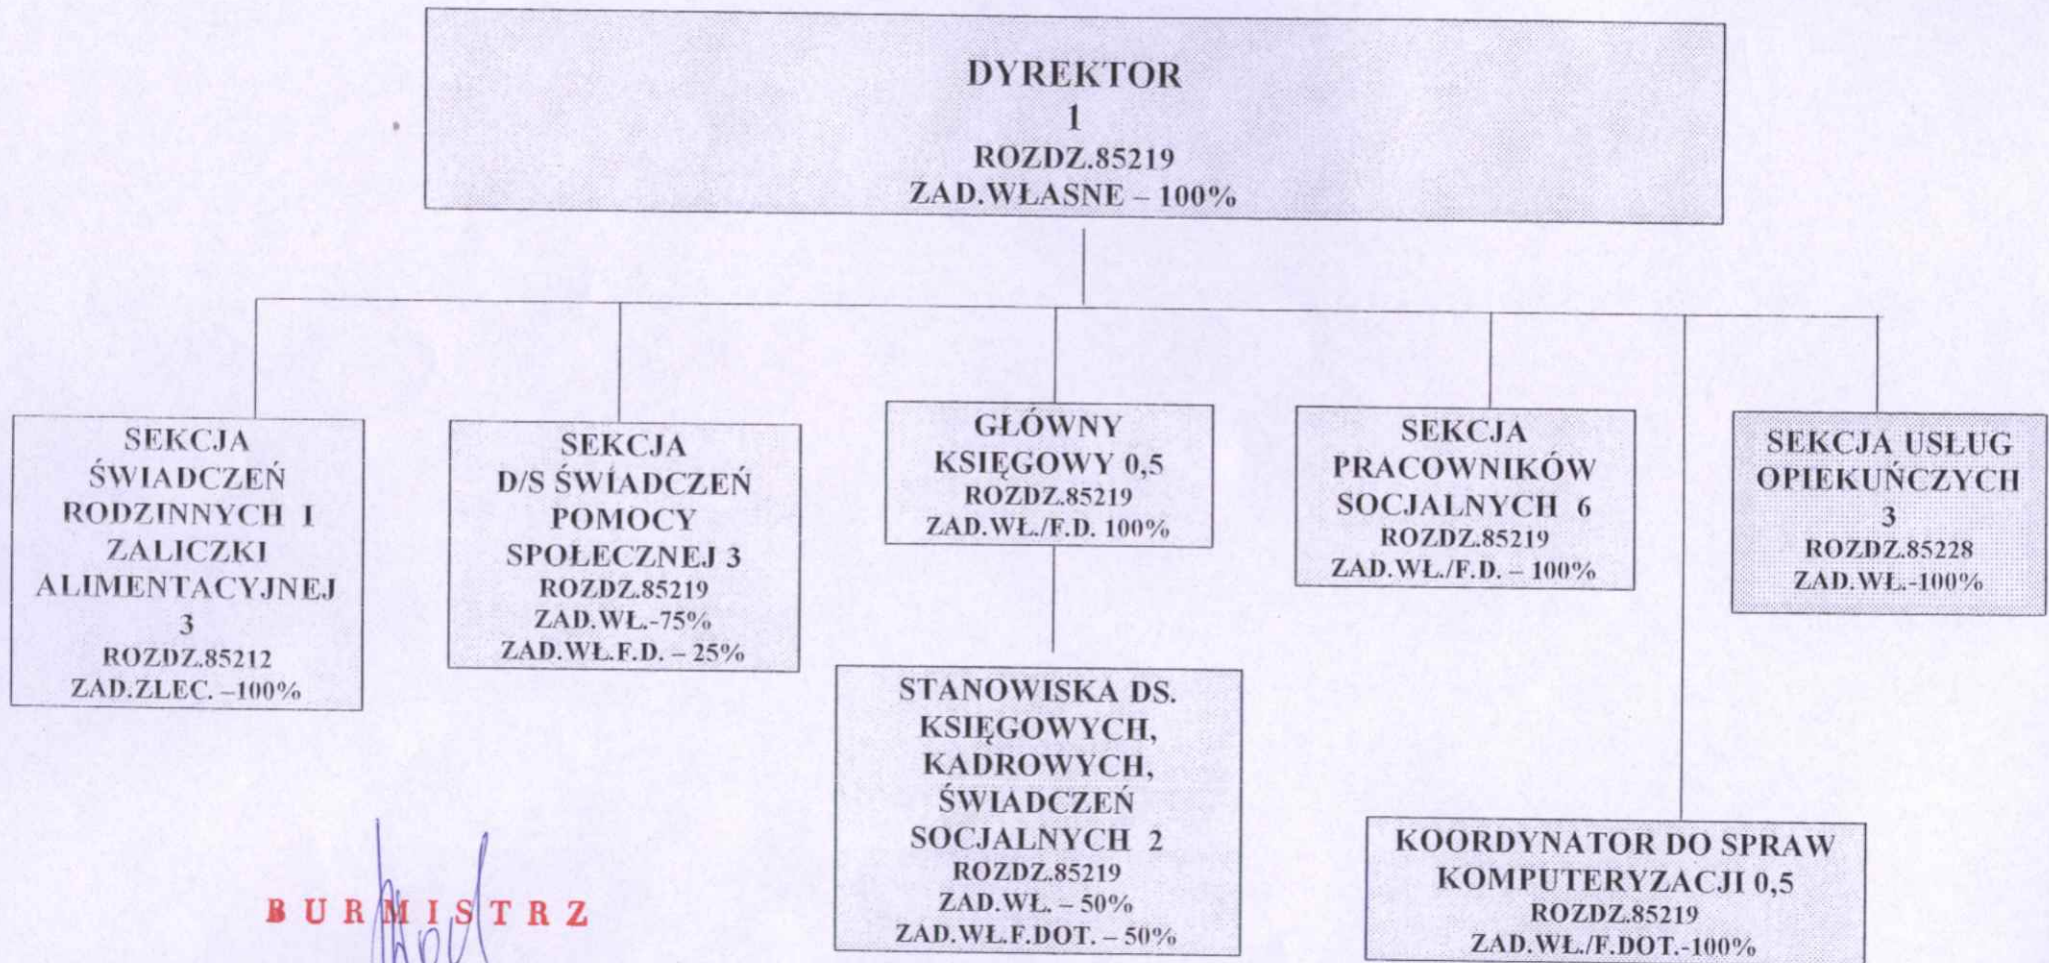 DYREKTOR
1
ROZDZ.85219
ZAD.WŁASNE – 100%
SEKCJA
ŚWIADCZEŃ
RODZINNYCH I
ZALICZKI
ALIMENTACYJNEJ
3
ROZDZ.85212
ZAD.ZLEC. –100%
SEKCJA
D/S ŚWIADCZEŃ
POMOCY
SPOŁECZNEJ 3
ROZDZ.85219
ZAD.WŁ.-75%
ZAD.WŁ.F.D. – 25%
GŁÓWNY
KSIĘGOWY 0,5
ROZDZ.85219
ZAD.WŁ./F.D. 100%
SEKCJA
PRACOWNIKÓW
SOCJALNYCH 6
ROZDZ.85219
ZAD.WŁ./F.D. – 100%
SEKCJA USŁUG
OPIEKUŃCZYCH
3
ROZDZ.85228
ZAD.WŁ.-100%
STANOWISKA DS.
KSIĘGOWYCH,
KADROWYCH,
ŚWIADCZEŃ
SOCJALNYCH 2
ROZDZ.85219
ZAD.WŁ. – 50%
ZAD.WŁ.F.DOT. – 50%
KOORDYNATOR DO SPRAW
KOMPUTERYZACJI 0,5
ROZDZ.85219
ZAD.WŁ./F.DOT.-100%
BURMISTRZ